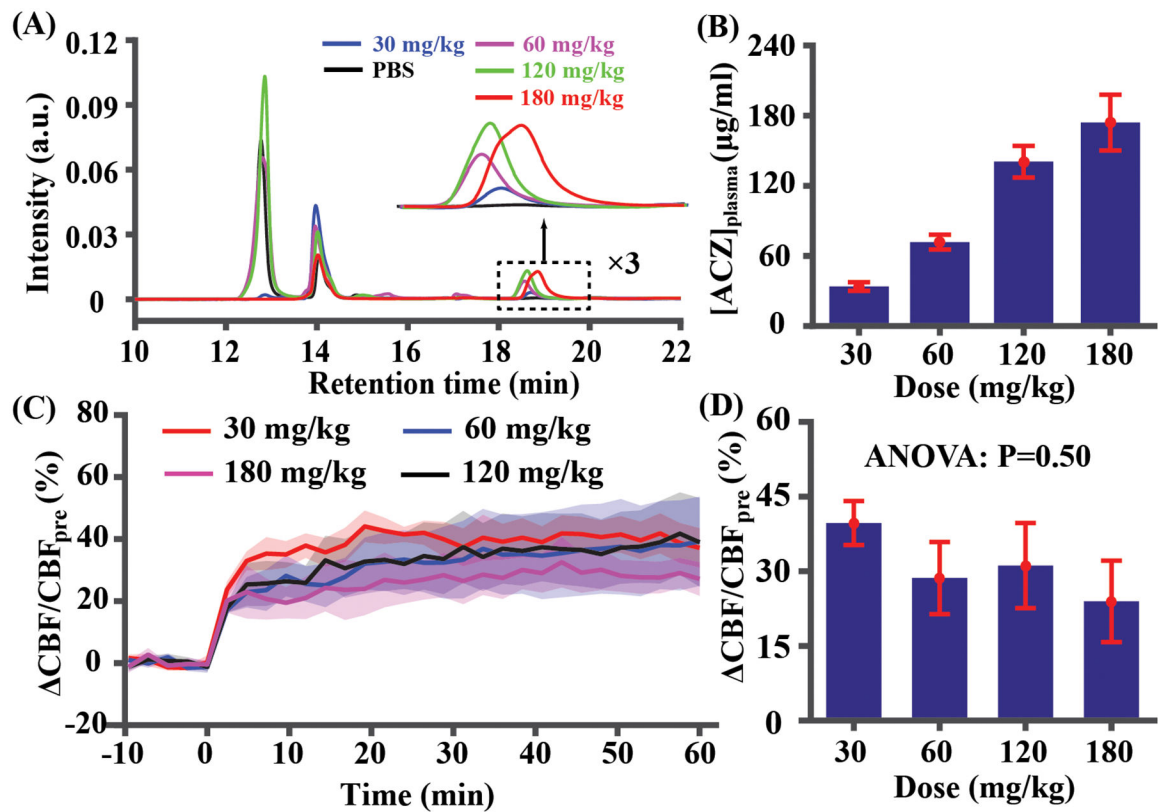 (A)
0.12
0.09
0.06
0.03
0
Intensity (a.u.)
30 mg/kg
60 mg/kg
PBS
120 mg/kg
180 mg/kg
×3
10 12 14 16 18 20 22
Retention time (min)
(B)
240
180
120
60
0
[ACZ]plasma (µg/ml)
30 60 120 180
Dose (mg/kg)
(C)
80
60
40
20
0
-20
ΔCBF/CBFpre (%)
30 mg/kg
60 mg/kg
180 mg/kg
120 mg/kg
-10 0 10 20 30 40 50 60
Time (min)
(D)
60
45
30
15
0
ΔCBF/CBFpre (%)
ANOVA: P=0.50
30 60 120 180
Dose (mg/kg)